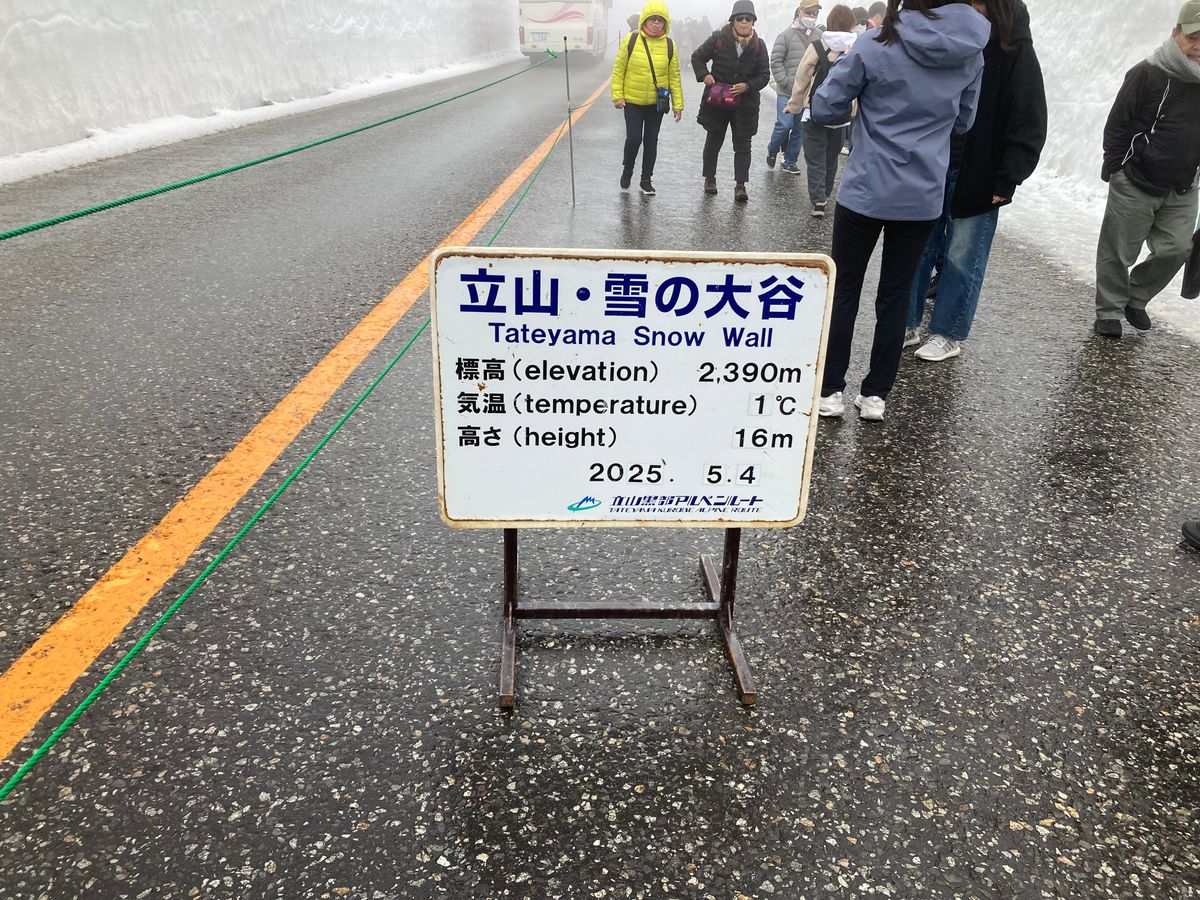 立山・雪の大谷
Tateyama Snow Wall
標高(elevation) 2,390m
気温(temperature) 1℃
高さ(height) 16m
2025. 5.4
立山黒部アルペンルート
TATEYAMA KUROBE ALPINE ROUTE